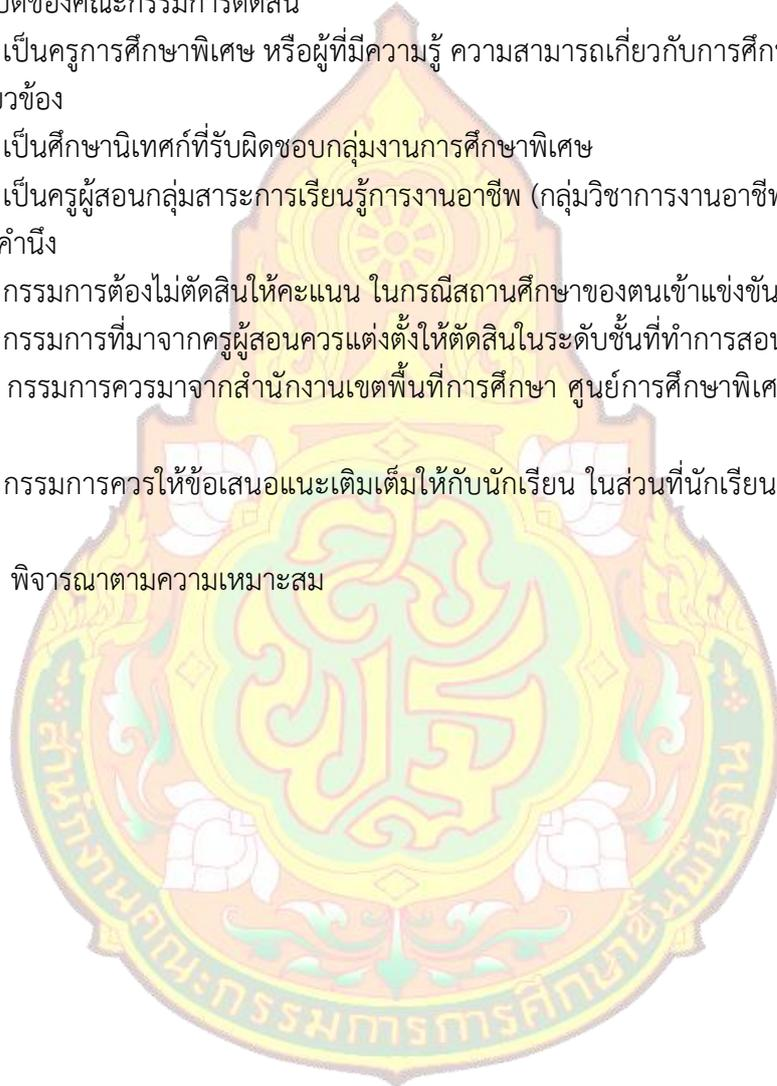 ของคณะกรรมการตัดสิน
เป็นครูการศึกษาพิเศษ หรือผู้ที่มีความรู้ ความสามารถเกี่ยวกับ
เป็นศึกษานิเทศก์ที่รับผิดชอบกลุ่มงานการศึกษาพิเศษ
เป็นครูผู้สอนกลุ่มสาระการเรียนรู้การงานอาชีพ (กลุ่มวิชาการงานอาชีพ
คำนึง
กรรมการต้องไม่ตัดสินให้คะแนน ในกรณีสถานศึกษาของตนเข้าแข่งขัน
กรรมการที่มาจากครูผู้สอนควรแต่งตั้งให้ตัดสินในระดับชั้นที่ทำการสอน
กรรมการควรมาจากสำนักงานเขตพื้นที่การศึกษา ศูนย์การศึกษา
กรรมการควรให้ข้อเสนอแนะเติมเต็มให้กับนักเรียน ในส่วนที่นักเรียน
พิจารณาตามความเหมาะสม
สพฐ
สำนักงานคณะกรรมการการศึกษาขั้นพื้นฐาน